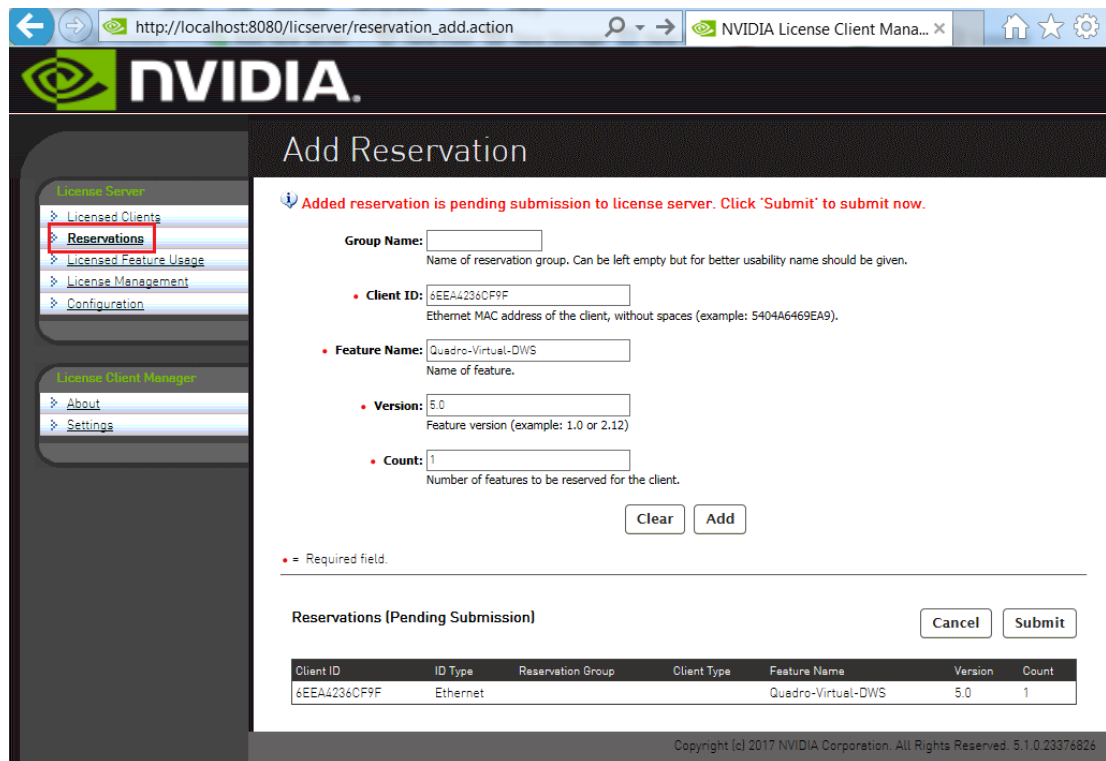 http://localhost:8080/licserver/reservation_add.action
NVIDIA License Client Mana...
NVIDIA.
Add Reservation
License Server
Licensed Clients
Reservations
Licensed Feature Usage
License Management
Configuration
License Client Manager
About
Settings
Added reservation is pending submission to license server. Click 'Submit' to submit now.
Group Name:
Name of reservation group. Can be left empty but for better usability name should be given.
• Client ID: 6EEA4236CF9F
Ethernet MAC address of the client, without spaces (example: 5404A6469EA9).
• Feature Name: Quadro-Virtual-DWS
Name of feature.
• Version: 5.0
Feature version (example: 1.0 or 2.12)
• Count: 1
Number of features to be reserved for the client.
Clear Add
• = Required field.
Reservations (Pending Submission)
Cancel Submit
Client ID ID Type Reservation Group Client Type Feature Name Version Count
6EEA4236CF9F Ethernet Quadro-Virtual-DWS 5.0 1
Copyright (c) 2017 NVIDIA Corporation. All Rights Reserved. 5.1.0.23376826